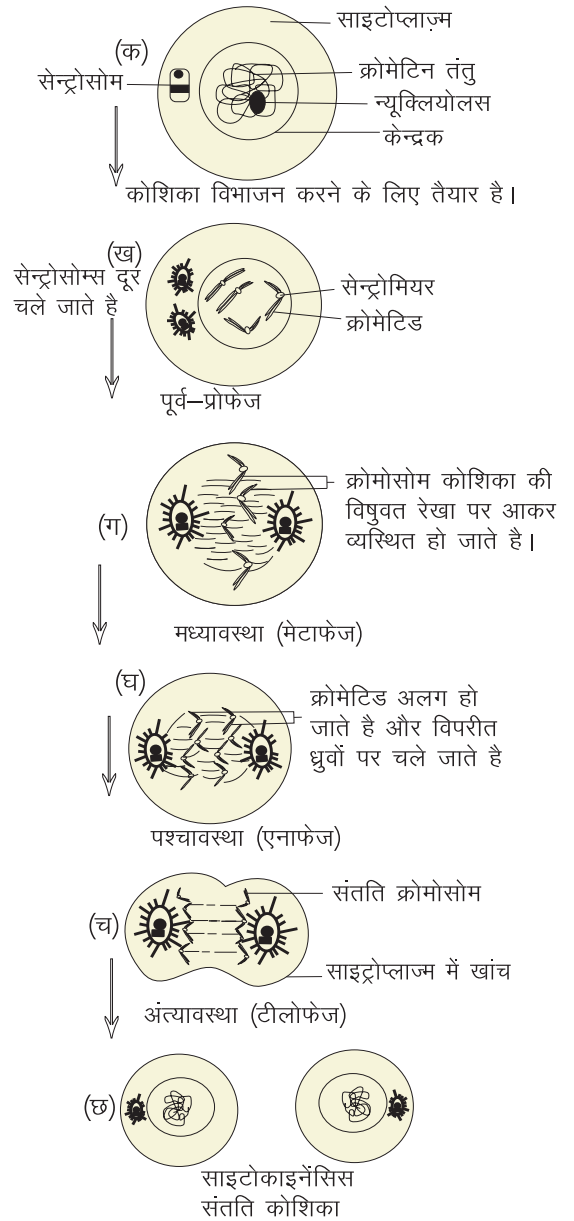 साइटोप्लाज़्म
(क)
सेन्ट्रोसोम
क्रोमेटिन तंतु
न्यूक्लियोलस
केन्द्रक
कोशिका विभाजन करने के लिए तैयार है।
(ख)
सेन्ट्रोसोम्स दूर
चले जाते है
सेन्ट्रोमियर
क्रोमेटिड
पूर्व–प्रोफेज
(ग)
क्रोमोसोम कोशिका की
विषुवत रेखा पर आकर
व्यस्थित हो जाते है।
मध्यावस्था (मेटाफेज)
(घ)
क्रोमेटिड अलग हो
जाते है और विपरीत
ध्रुवों पर चले जाते है
पश्चावस्था (एनाफेज)
संतति क्रोमोसोम
(च)
साइट्रोप्लाज्म में खांच
अंत्यावस्था (टीलोफेज)
(छ)
साइटोकाइनेंसिस
संतति कोशिका